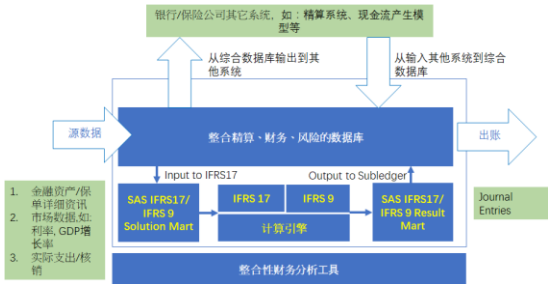 银行/保险公司其它系统，如：精算系统、现金流产生模
型等
从综合数据库输出到其
他系统
从输入其他系统到综合
数据库
源数据
整合精算、财务、风险的数据库
出账
Input to IFRS17
Output to Subledger
1. 金融资产/保
单详细资讯
2. 市场数据,如:
利率, GDP增
长率
3. 实际支出/核
销
SAS IFRS17/
IFRS 9
Solution Mart
IFRS 17
IFRS 9
计算引擎
SAS IFRS17/
IFRS 9 Result
Mart
Journal
Entries
整合性财务分析工具